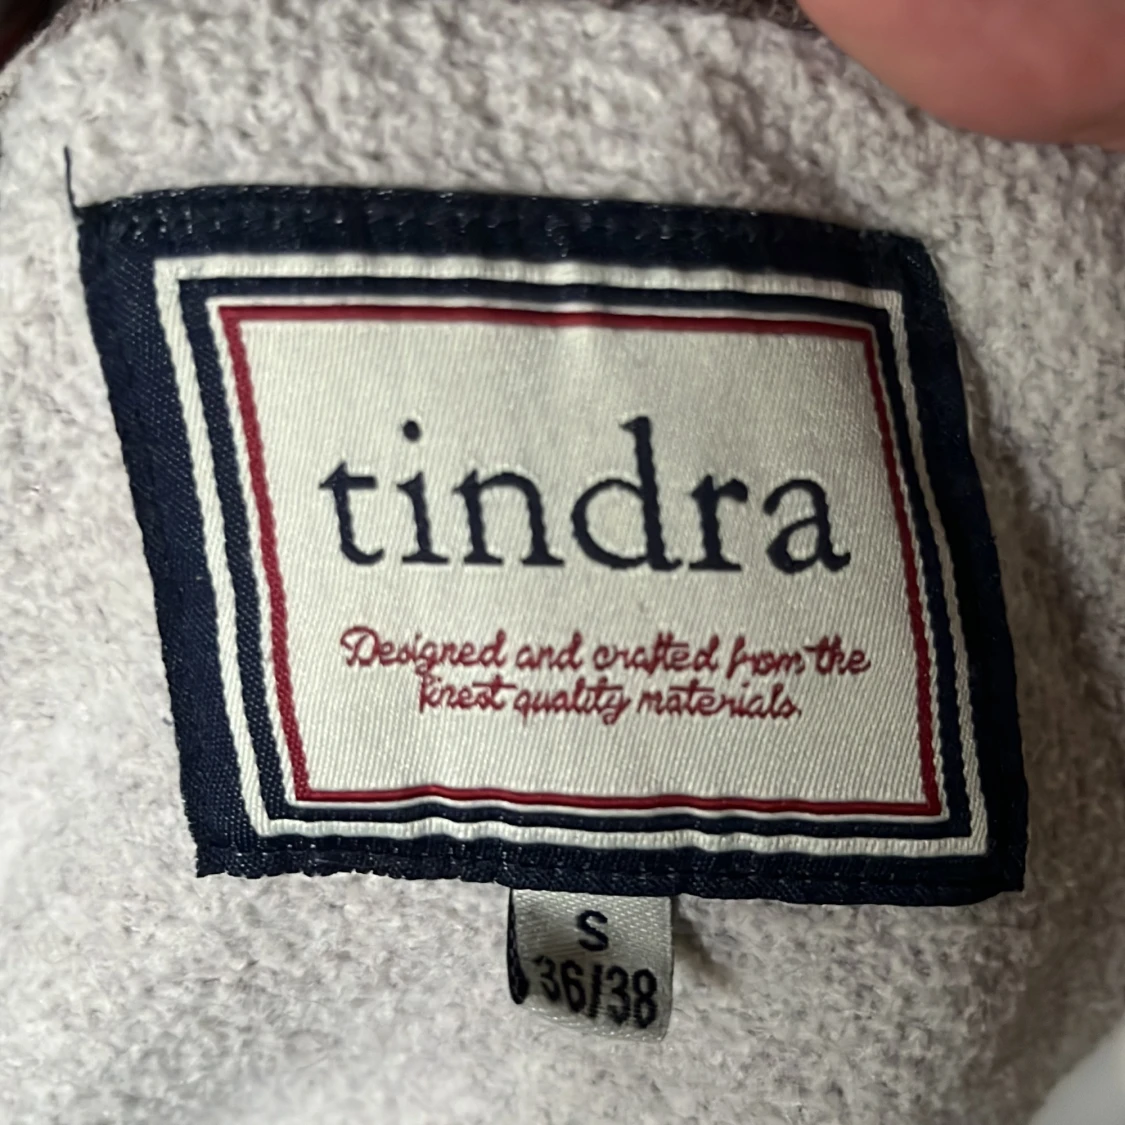 tindra
Designed and crafted from the
finest quality materials.
S
36/38